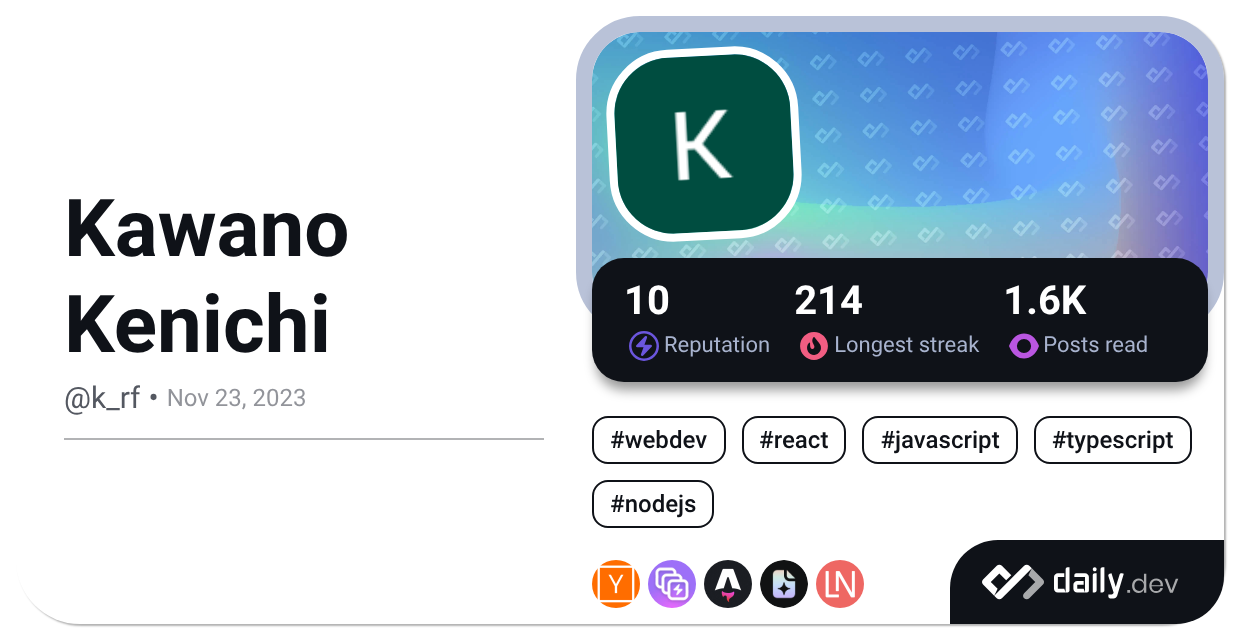 Kawano
Kenichi
@k_rf • Nov 23, 2023
K
10 214 1.6K
Reputation Longest streak Posts read
#webdev #react #javascript #typescript
#nodejs
Y A LN
daily.dev